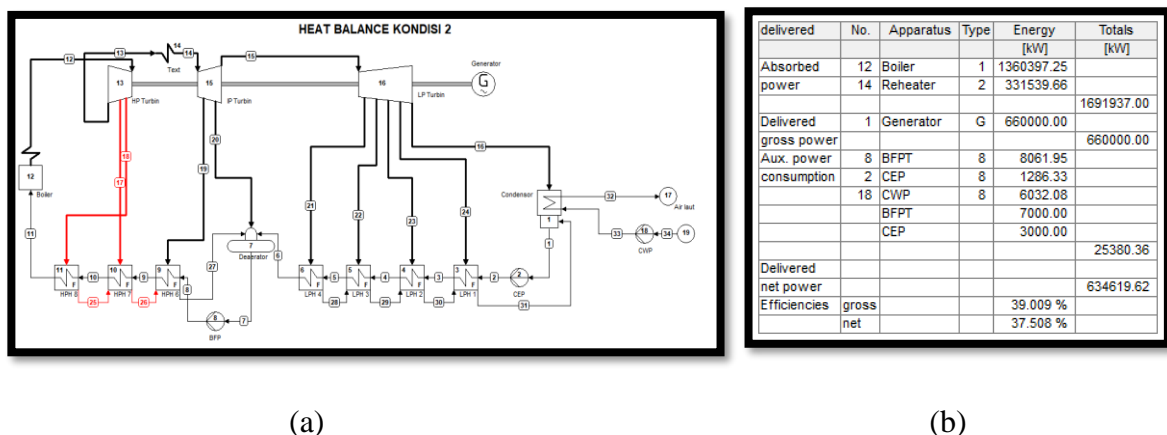 HEAT BALANCE KONDISI 2
12
13
14
14
Text
15
13
HP Turbin
15
IP Turbin
16
LP Turbin
G
Generator
20
18
17
19
16
12
Boiler
21
22
23
24
Condensor
1
32
17
Air laut
33
18
CWP
34
19
11
27
7
Deaerator
6
1
11
HPH 8
10
10
HPH 7
9
9
HPH 6
8
25
26
6
LPH 4
5
5
LPH 3
4
4
LPH 2
3
3
LPH 1
2
2
CEP
28
29
30
31
8
BFP
7
F
F
F
F
F
F
F
(a)
delivered No. Apparatus Type Energy Totals
[kW] [kW]
Absorbed 12 Boiler 1 1360397.25
power 14 Reheater 2 331539.66
1691937.00
Delivered 1 Generator G 660000.00
gross power 660000.00
Aux. power 8 BFPT 8 8061.95
consumption 2 CEP 8 1286.33
18 CWP 8 6032.08
BFPT 7000.00
CEP 3000.00
25380.36
Delivered
net power 634619.62
Efficiencies gross 39.009 %
net 37.508 %
(b)